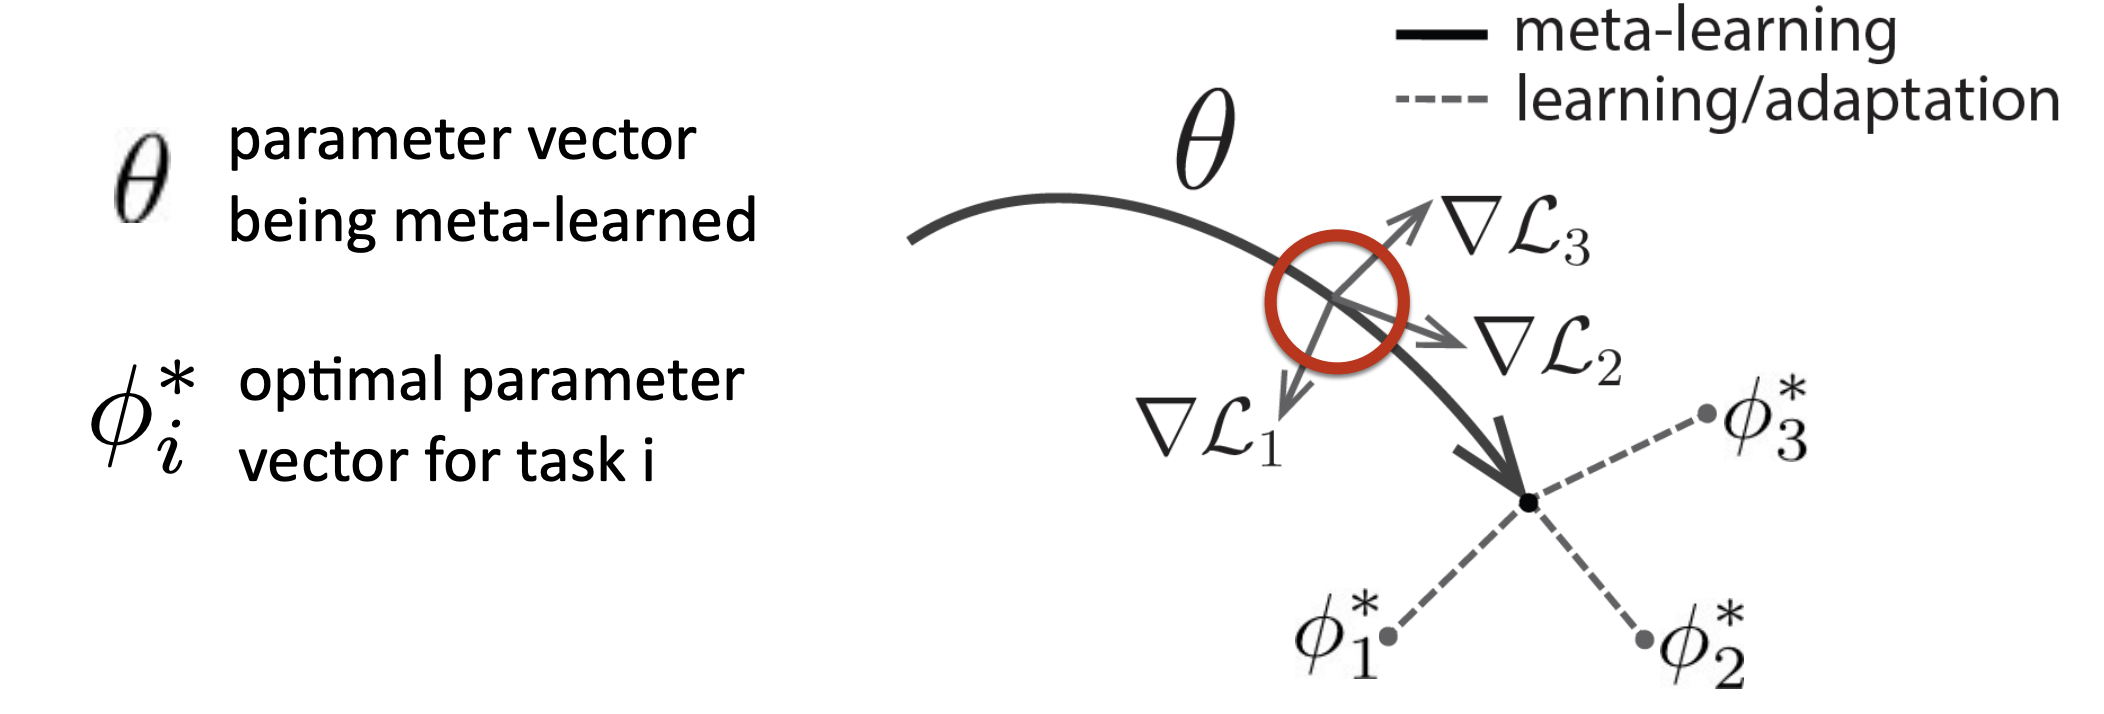 θ parameter vector
being meta-learned
ϕ*ᵢ optimal parameter
vector for task i
meta-learning
learning/adaptation
θ
∇ℒ₃
∇ℒ₂
∇ℒ₁
ϕ*₃
ϕ*₁
ϕ*₂